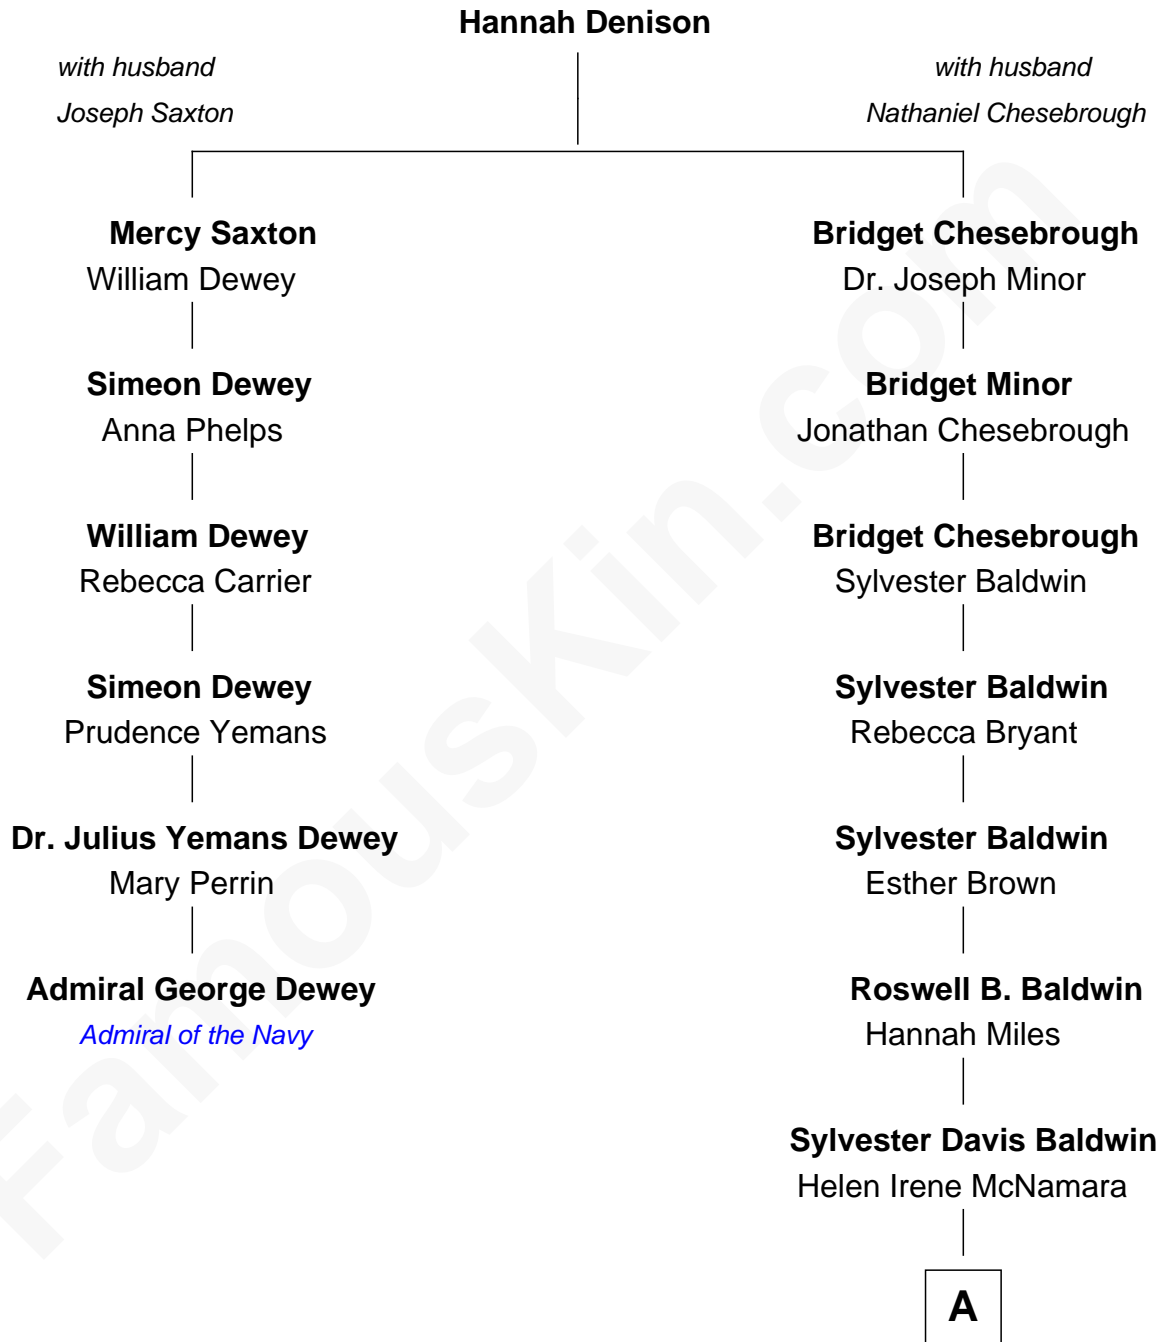 Hannah Denison
with husband
Joseph Saxton
with husband
Nathaniel Chesebrough
Mercy Saxton
William Dewey
Bridget Chesebrough
Dr. Joseph Minor
Simeon Dewey
Anna Phelps
Bridget Minor
Jonathan Chesebrough
William Dewey
Rebecca Carrier
Bridget Chesebrough
Sylvester Baldwin
Simeon Dewey
Prudence Yemans
Sylvester Baldwin
Rebecca Bryant
Dr. Julius Yemans Dewey
Mary Perrin
Sylvester Baldwin
Esther Brown
Admiral George Dewey
Admiral of the Navy
Roswell B. Baldwin
Hannah Miles
Sylvester Davis Baldwin
Helen Irene McNamara
A
FamousKin.com